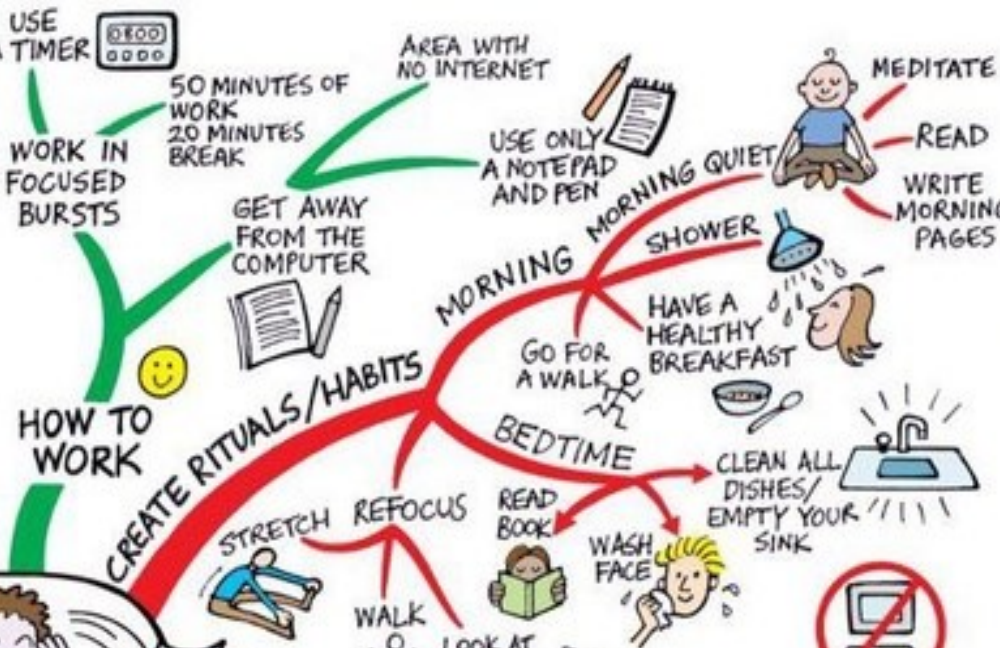 USE
A TIMER
0800
50 MINUTES OF
WORK
20 MINUTES
BREAK
WORK IN
FOCUSED
BURSTS
AREA WITH
NO INTERNET
USE ONLY
A NOTEPAD
AND PEN
GET AWAY
FROM THE
COMPUTER
HOW TO
WORK
CREATE RITUALS/HABITS
MORNING
MORNING QUIET
MEDITATE
READ
WRITE
MORNING
PAGES
SHOWER
HAVE A
HEALTHY
BREAKFAST
GO FOR
A WALK
BEDTIME
CLEAN ALL
DISHES/
EMPTY YOUR
SINK
READ
BOOK
WASH
FACE
REFOCUS
STRETCH
WALK
LOOK AT